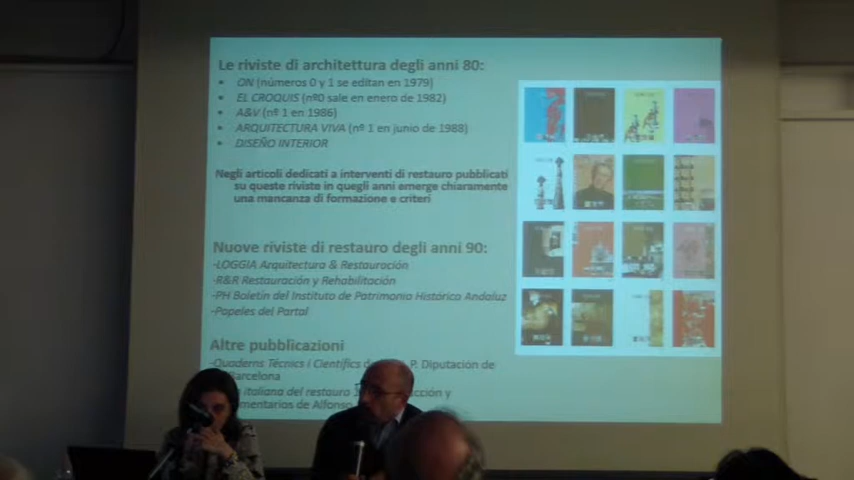 Le riviste di architettura degli anni 80:
• ON (números 0 y 1 se editan en 1979)
• EL CROQUIS (nº0 sale en enero de 1982)
• A&V (nº 1 en 1986)
• ARQUITECTURA VIVA (nº 1 en junio de 1988)
• DISEÑO INTERIOR
Negli articoli dedicati a interventi di restauro pubblicati
su queste riviste in quegli anni emerge chiaramente
una mancanza di formazione e criteri
Nuove riviste di restauro degli anni 90:
-LOGGIA Arquitectura & Restauración
-R&R Restauración y Rehabilitación
-PH Boletin del Instituto de Patrimonio Histórico Andaluz
-Papeles del Partal
Altre pubblicazioni
-Quaderns Tècnics i Científics P. Diputación de
Barcelona
italiana del restauro y
de Alfonso